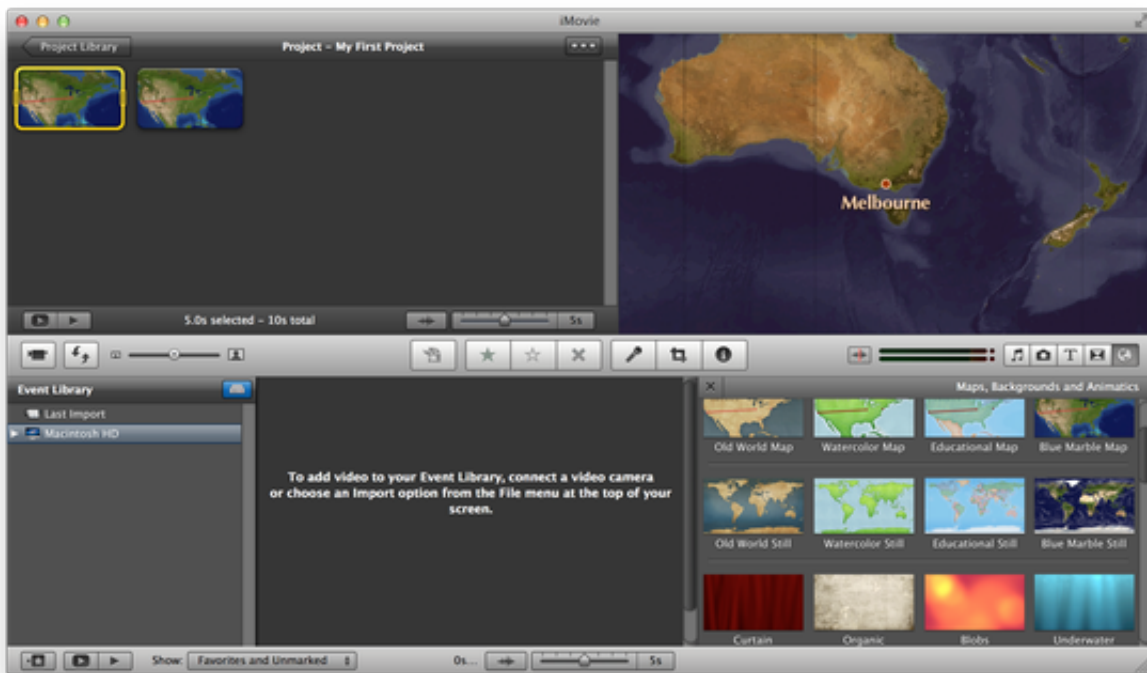 iMovie
Project Library
Project – My First Project
Melbourne
5.0s selected – 10s total
5s
Event Library
Maps, Backgrounds and Animatics
Last Import
Macintosh HD
To add video to your Event Library, connect a video camera
or choose an Import option from the File menu at the top of your
screen.
Old World Map
Watercolor Map
Educational Map
Blue Marble Map
Old World Still
Watercolor Still
Educational Still
Blue Marble Still
Curtain
Organic
Blobs
Underwater
Show:
Favorites and Unmarked
0s...
5s